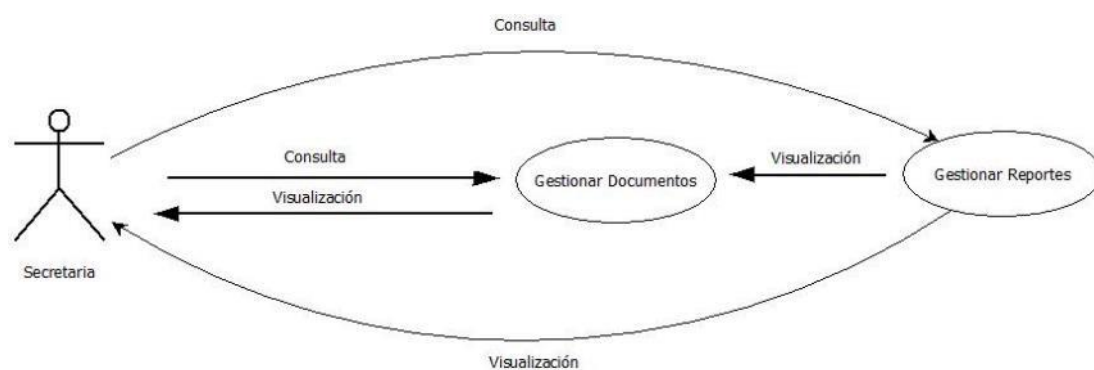 Consulta
Consulta
Visualización
Gestionar Documentos
Visualización
Gestionar Reportes
Secretaria
Visualización